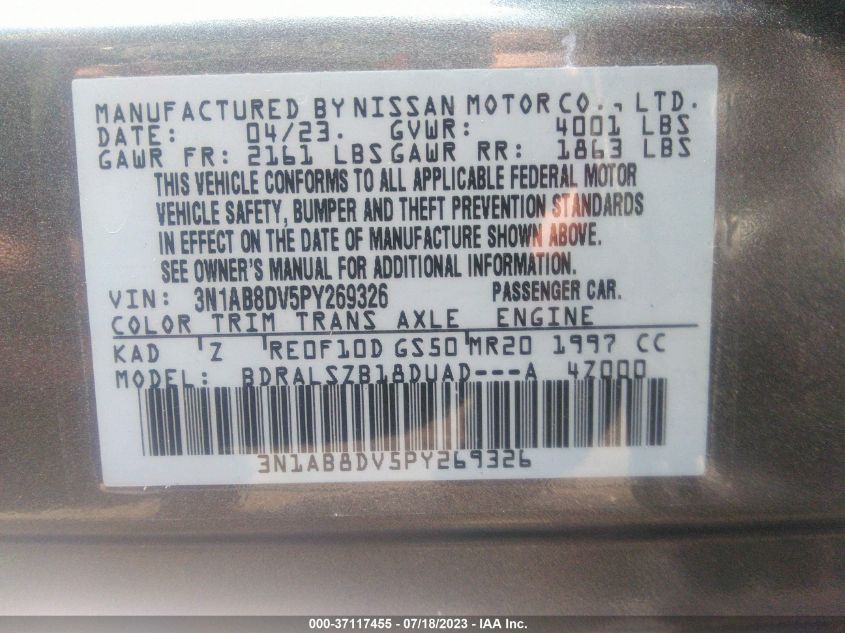 MANUFACTURED BY NISSAN MOTOR CO., LTD.
DATE: 04/23. GVWR: 4001 LBS
GAWR FR: 2161 LBS GAWR RR: 1863 LBS
THIS VEHICLE CONFORMS TO ALL APPLICABLE FEDERAL MOTOR
VEHICLE SAFETY, BUMPER AND THEFT PREVENTION STANDARDS
IN EFFECT ON THE DATE OF MANUFACTURE SHOWN ABOVE.
SEE OWNER'S MANUAL FOR ADDITIONAL INFORMATION.
VIN: 3N1AB8DV5PY269326 PASSENGER CAR.
COLOR TRIM TRANS AXLE ENGINE
KAD Z RE0F10D GS50 MR20 1997 CC
MODEL: BDRALSZB18DUAD---A 4Z000
3N1AB8DV5PY269326
000-37117455 - 07/18/2023 - IAA Inc.